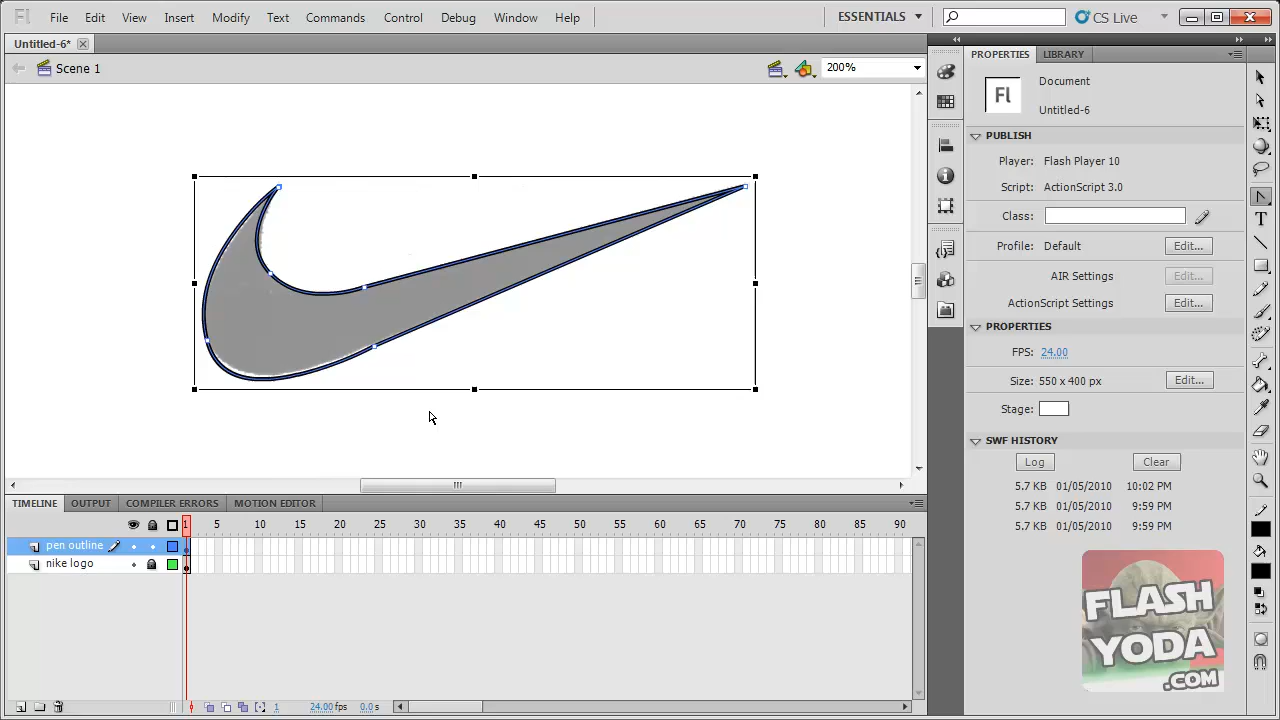 Fl File Edit View Insert Modify Text Commands Control Debug Window Help ESSENTIALS CS Live
Untitled-6*
Scene 1 200%
PROPERTIES LIBRARY
Fl Document
Untitled-6
PUBLISH
Player: Flash Player 10
Script: ActionScript 3.0
Class:
Profile: Default Edit...
AIR Settings Edit...
ActionScript Settings Edit...
PROPERTIES
FPS: 24.00
Size: 550 x 400 px Edit...
Stage:
SWF HISTORY
Log Clear
5.7 KB 01/05/2010 10:02 PM
5.7 KB 01/05/2010 9:59 PM
5.7 KB 01/05/2010 9:59 PM
TIMELINE OUTPUT COMPILER ERRORS MOTION EDITOR
1 5 10 15 20 25 30 35 40 45 50 55 60 65 70 75 80 85 90
pen outline
nike logo
1 24.00 fps 0.0 s
FLASH
YODA
.COM